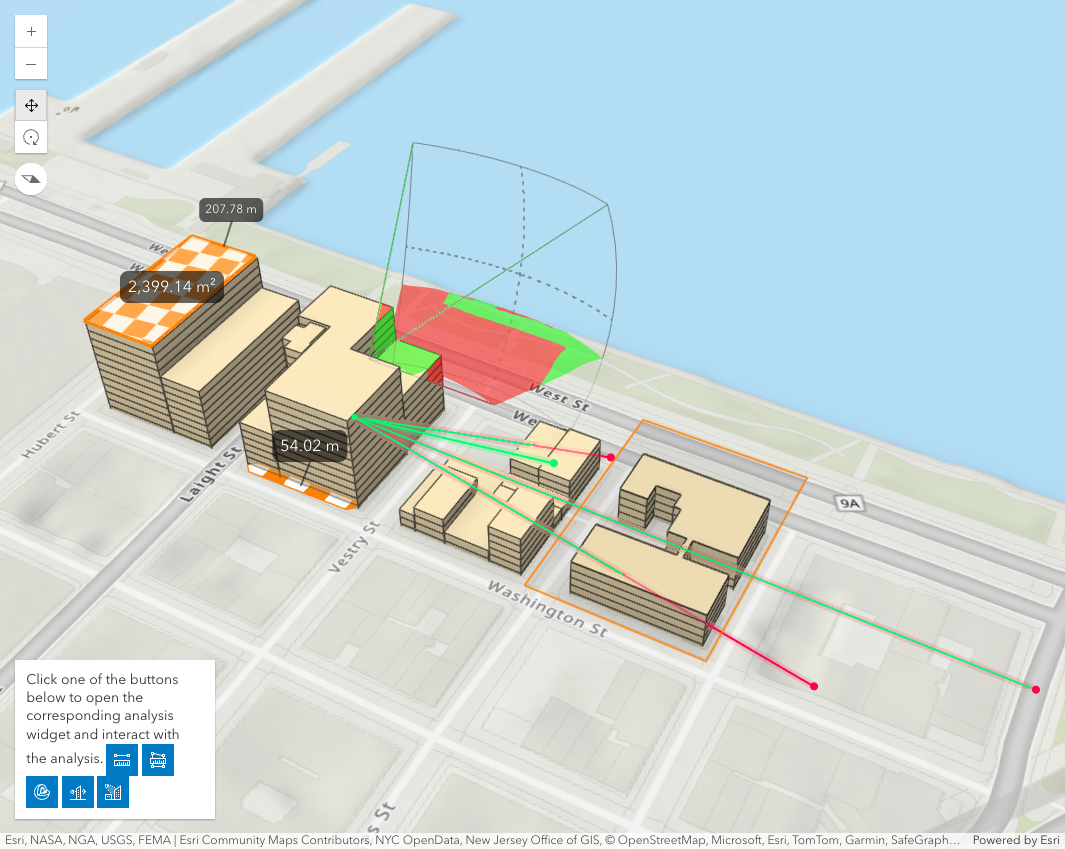 +
−
207.78 m
We
2,399.14 m²
West St
We
Hubert St
54.02 m
Laight St
9A
Vestry St
Washington St
Click one of the buttons
below to open the
corresponding analysis
widget and interact with
the analysis.
s St
Esri, NASA, NGA, USGS, FEMA | Esri Community Maps Contributors, NYC OpenData, New Jersey Office of GIS, © OpenStreetMap, Microsoft, Esri, TomTom, Garmin, SafeGraph… Powered by Esri